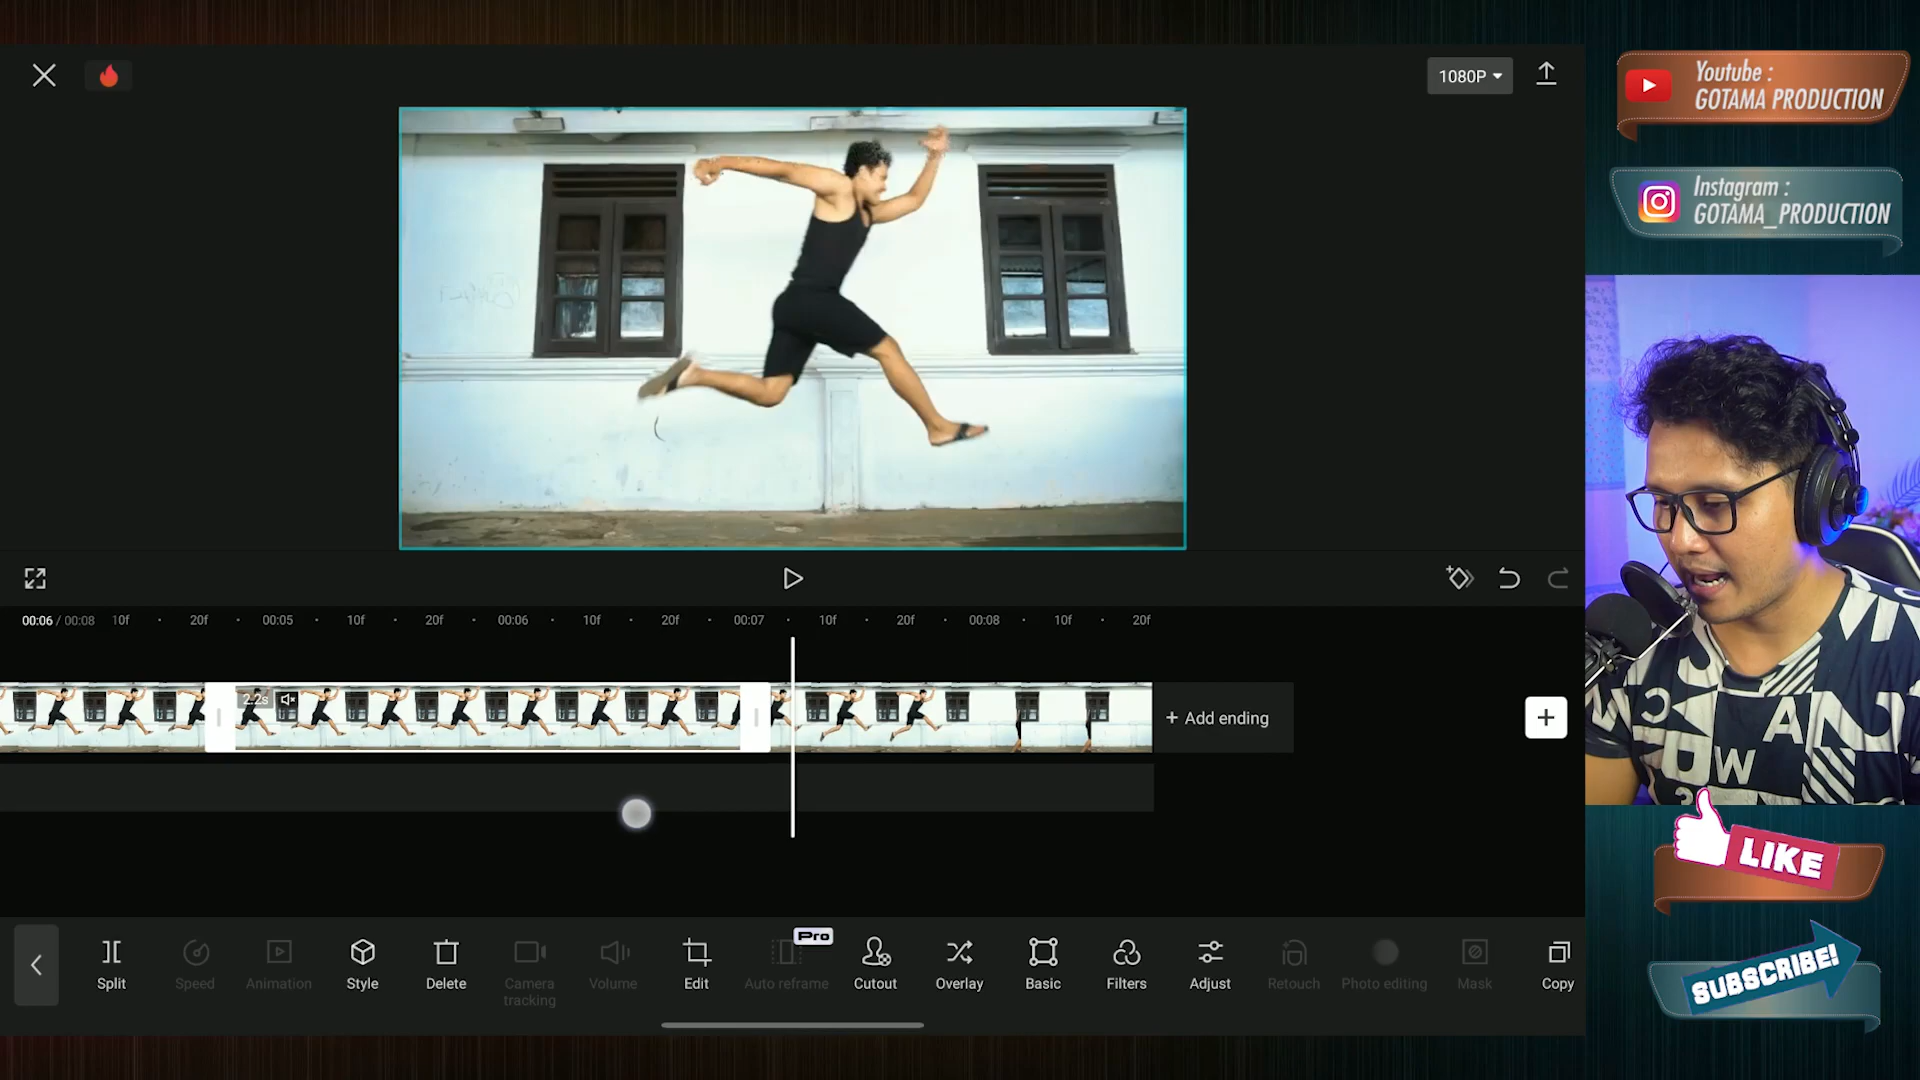 1080P
Youtube :
GOTAMA PRODUCTION
Instagram :
GOTAMA_PRODUCTION
00:06 / 00:08 10f 20f 00:05 10f 20f 00:06 10f 20f 00:07 10f 20f 00:08 10f 20f
2.2s
+ Add ending
Pro
Split Speed Animation Style Delete Camera tracking Volume Edit Auto reframe Cutout Overlay Basic Filters Adjust Retouch Photo editing Mask Copy
LIKE
SUBSCRIBE!